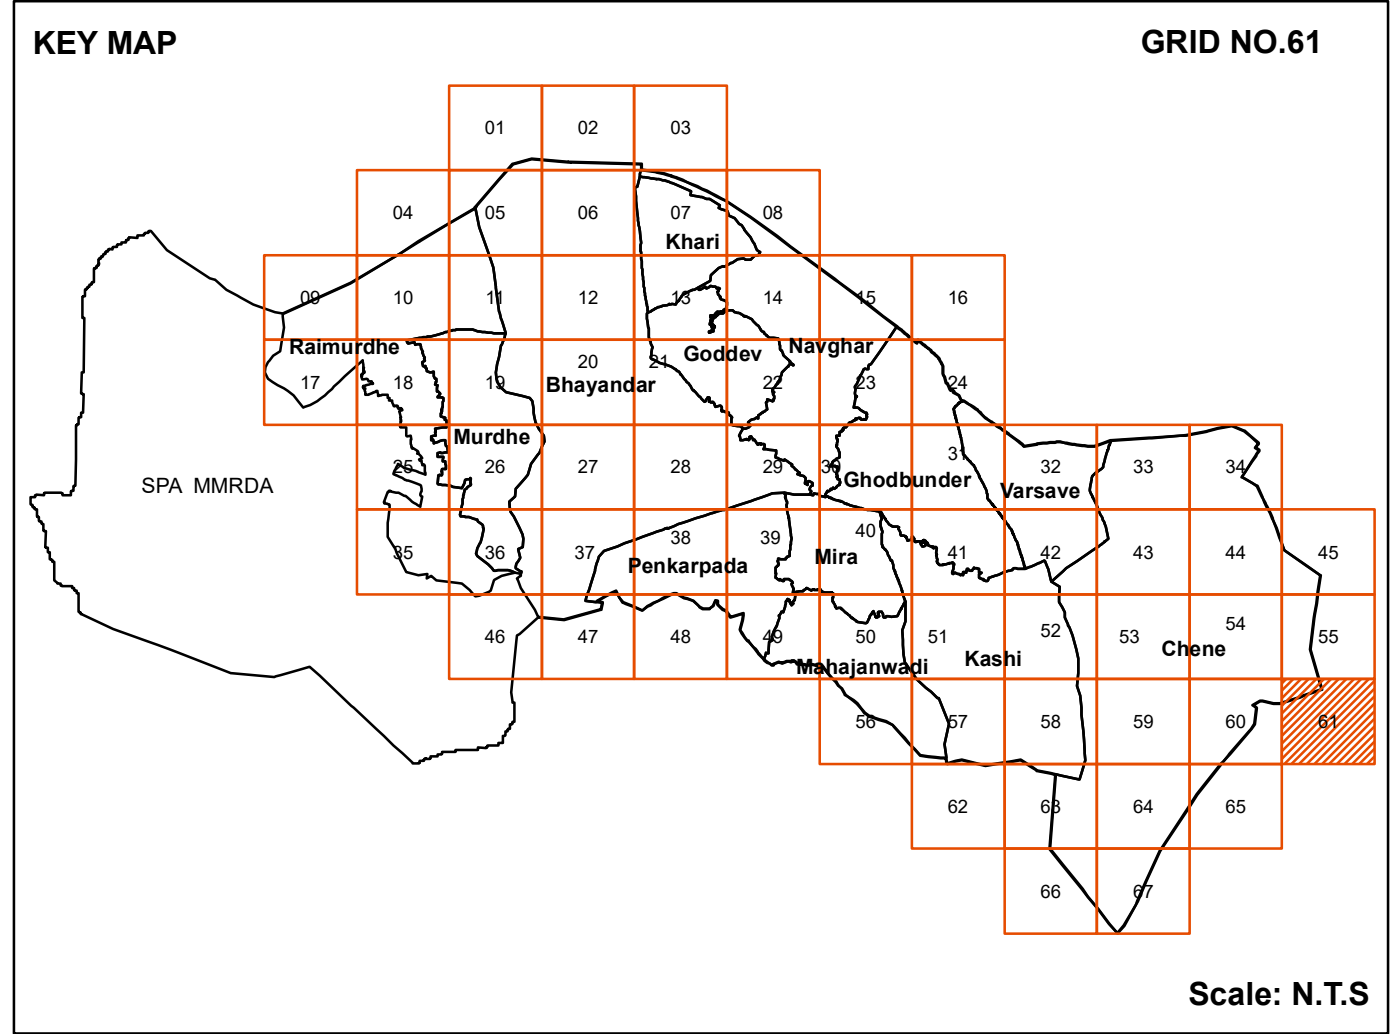 KEY MAP GRID NO.61
01 02 03
04 05 06 07 08
Khari
09 10 11 12 13 14 15 16
Raimurdhe Goddev Navghar
17 18 19 20 21 22 23 24
Bhayandar
Murdhe
25 26 27 28 29 30 31 32 33 34
SPA MMRDA Ghodbunder Varsave
35 36 37 38 39 40 41 42 43 44 45
Penkarpada Mira
46 47 48 49 50 51 52 53 54 55
Mahajanwadi Kashi Chene
56 57 58 59 60 61
62 63 64 65
66 67
Scale: N.T.S